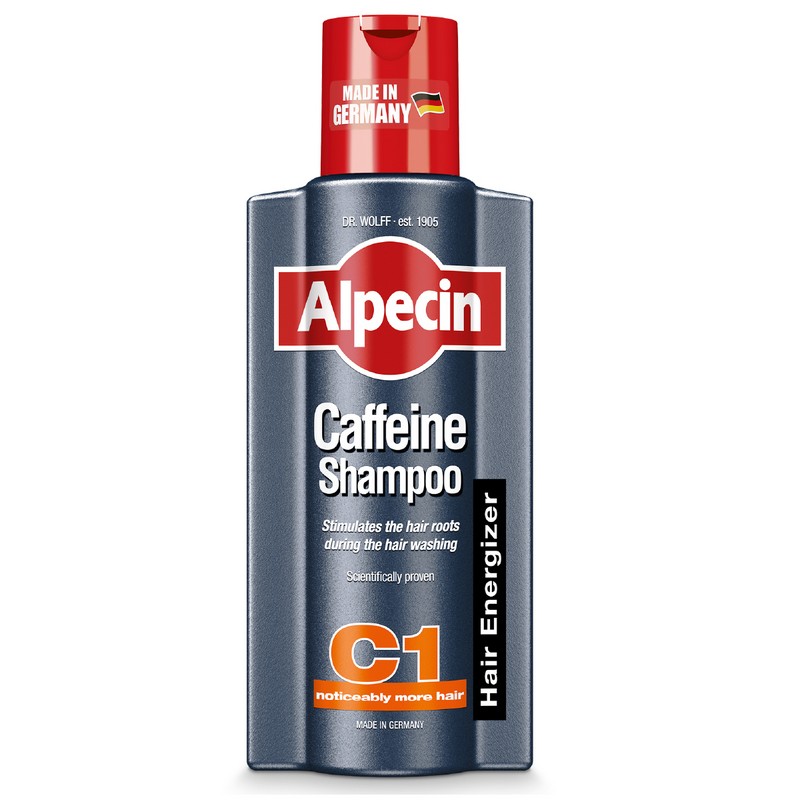 MADE IN
GERMANY
DR. WOLFF · est. 1905
Alpecin
Caffeine
Shampoo
Stimulates the hair roots
during the hair washing
Scientifically proven
C1
noticeably more hair
MADE IN GERMANY
Hair Energizer